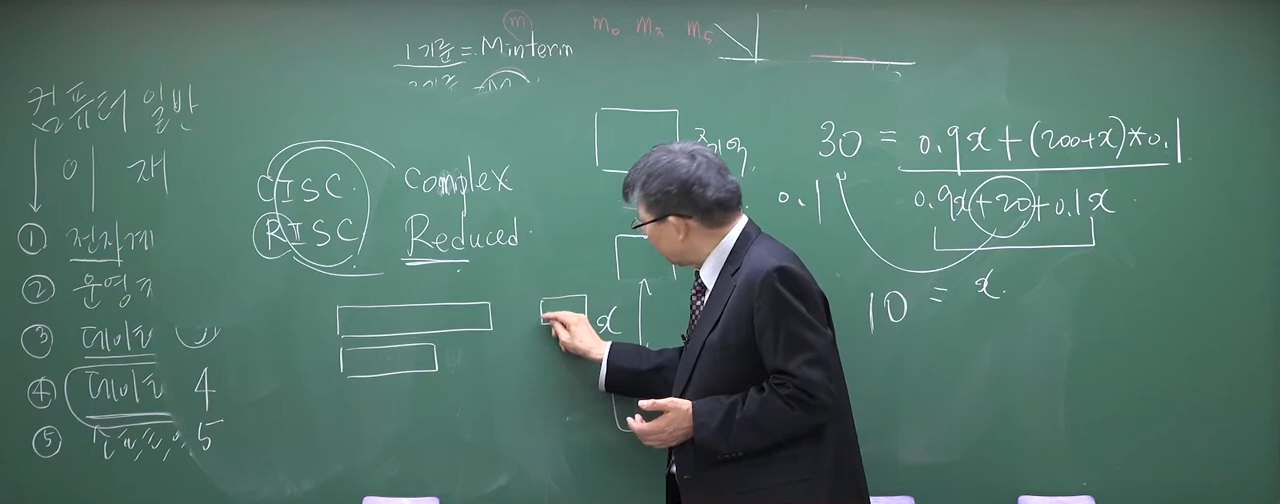 1기준 = Minterm
m
m₀ m₃ m₅
컴퓨터 일반
이 재
① 전자계
② 운영
③ 데이터
④ 데이터 4
⑤ 5
CISC. Complex
RISC Reduced.
x
30 = 0.9x+(200+x)*0.1
0.1
0.9x+20+0.1x
10 = x.